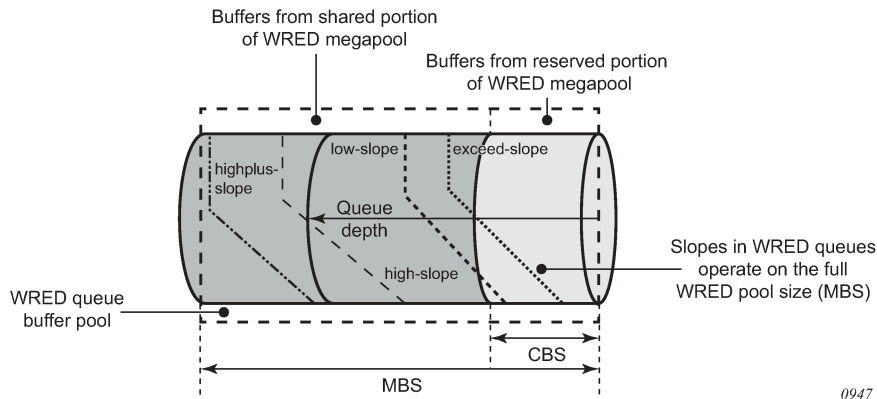 Buffers from shared portion
of WRED megapool
Buffers from reserved portion
of WRED megapool
low-slope
exceed-slope
highplus-
slope
Queue
depth
high-slope
Slopes in WRED queues
operate on the full
WRED pool size (MBS)
WRED queue
buffer pool
CBS
MBS
0947